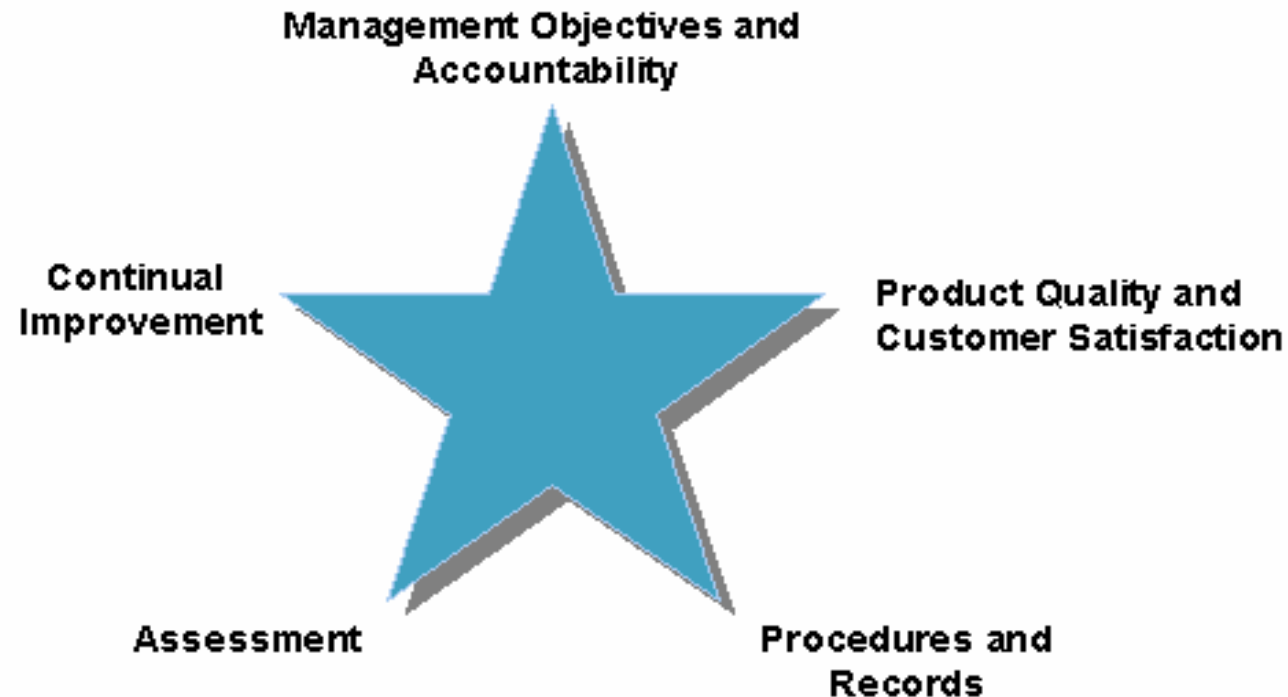 Management Objectives and
Accountability
Continual
Improvement
Product Quality and
Customer Satisfaction
Assessment
Procedures and
Records